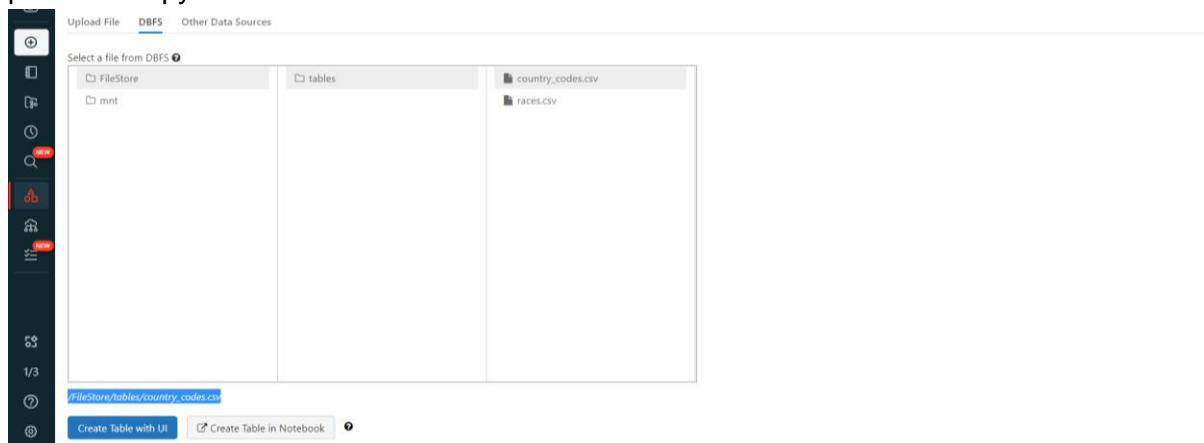 Upload File DBFS Other Data Sources
Select a file from DBFS
FileStore tables country_codes.csv
mnt races.csv
NEW
NEW
1/3
/FileStore/tables/country_codes.csv
Create Table with UI Create Table in Notebook